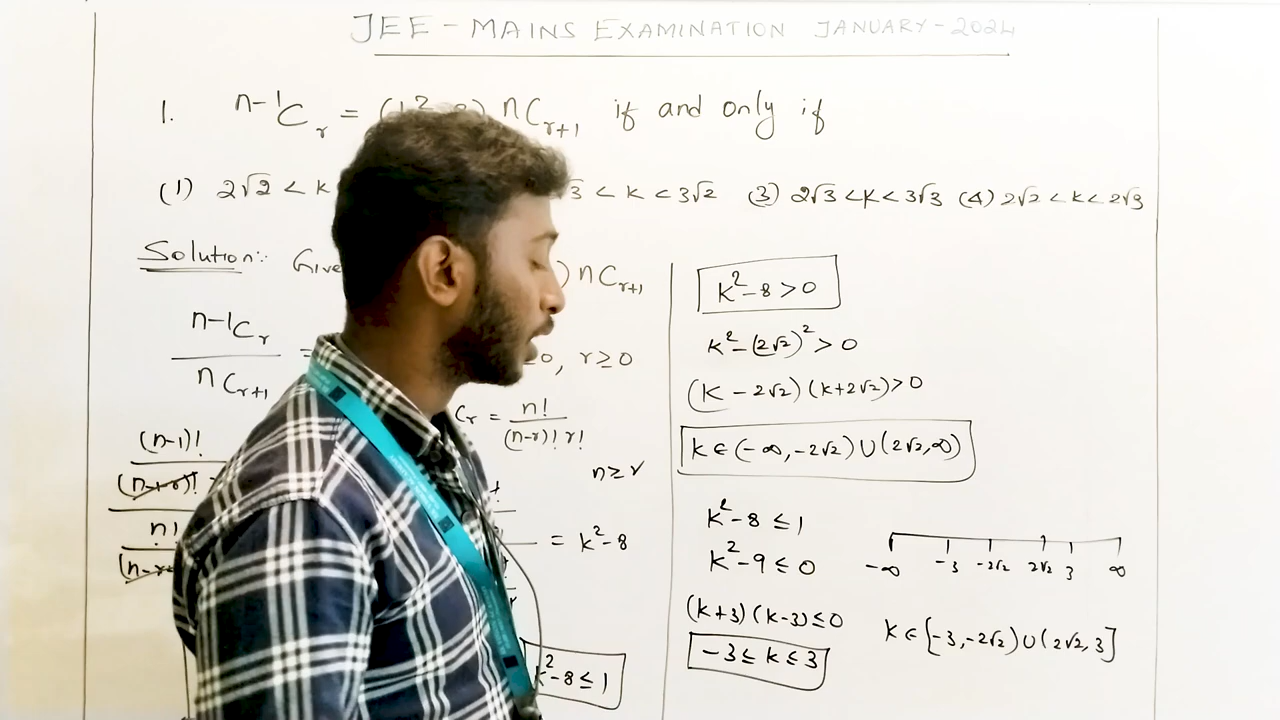 JEE - MAINS EXAMINATION JANUARY - 2024
1. n-1Cr = (k²-8) nCr+1 if and only if
(1) 2√2 < k √3 < k < 3√2 (3) 2√3 < k < 3√3 (4) 2√2 < k < 2√3
Solution:- Give ) nCr+1
n-1Cr
nCr+1
=
≥0, r≥0
Cr = n!
(n-r)! r!
n ≥ r
(n-1)!
n!
= k²-8
k²-8 ≤ 1
k²-8 > 0
k²-(2√2)² > 0
(k-2√2)(k+2√2) > 0
k ∈ (-∞, -2√2) ∪ (2√2, ∞)
k²-8 ≤ 1
k²-9 ≤ 0
-∞ -3 -2√2 2√2 3 ∞
(k+3)(k-3) ≤ 0
-3 ≤ k ≤ 3
k ∈ [-3, -2√2) ∪ (2√2, 3]